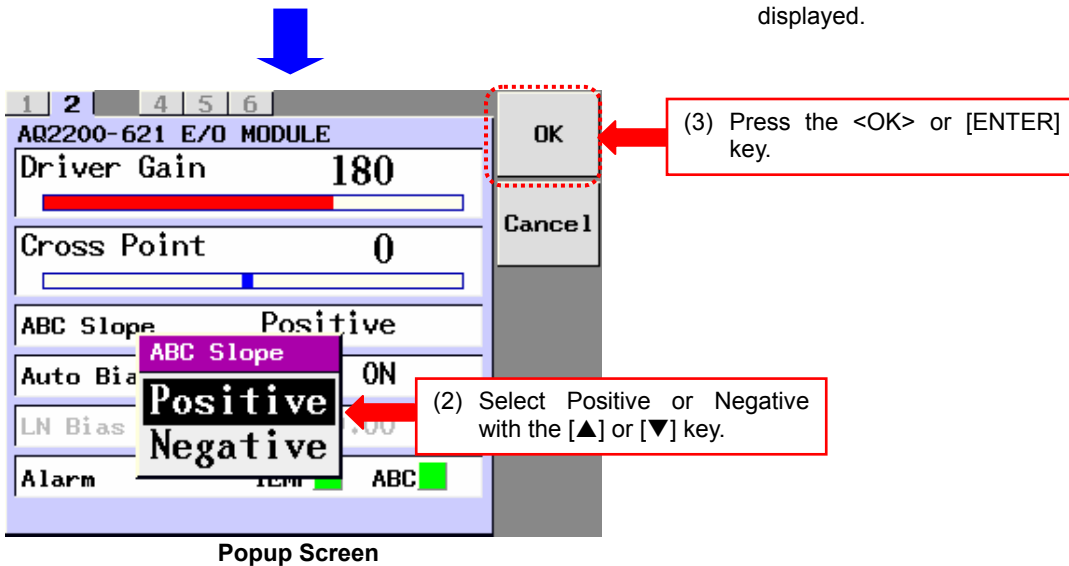 displayed.
1 2 4 5 6
AQ2200-621 E/O MODULE
Driver Gain 180
Cross Point 0
ABC Slope Positive
ABC Slope
Auto Bia ON
Positive
LN Bias .00
Negative
Alarm ABC
OK
Cancel
(3) Press the <OK> or [ENTER]
key.
(2) Select Positive or Negative
with the [▲] or [▼] key.
Popup Screen